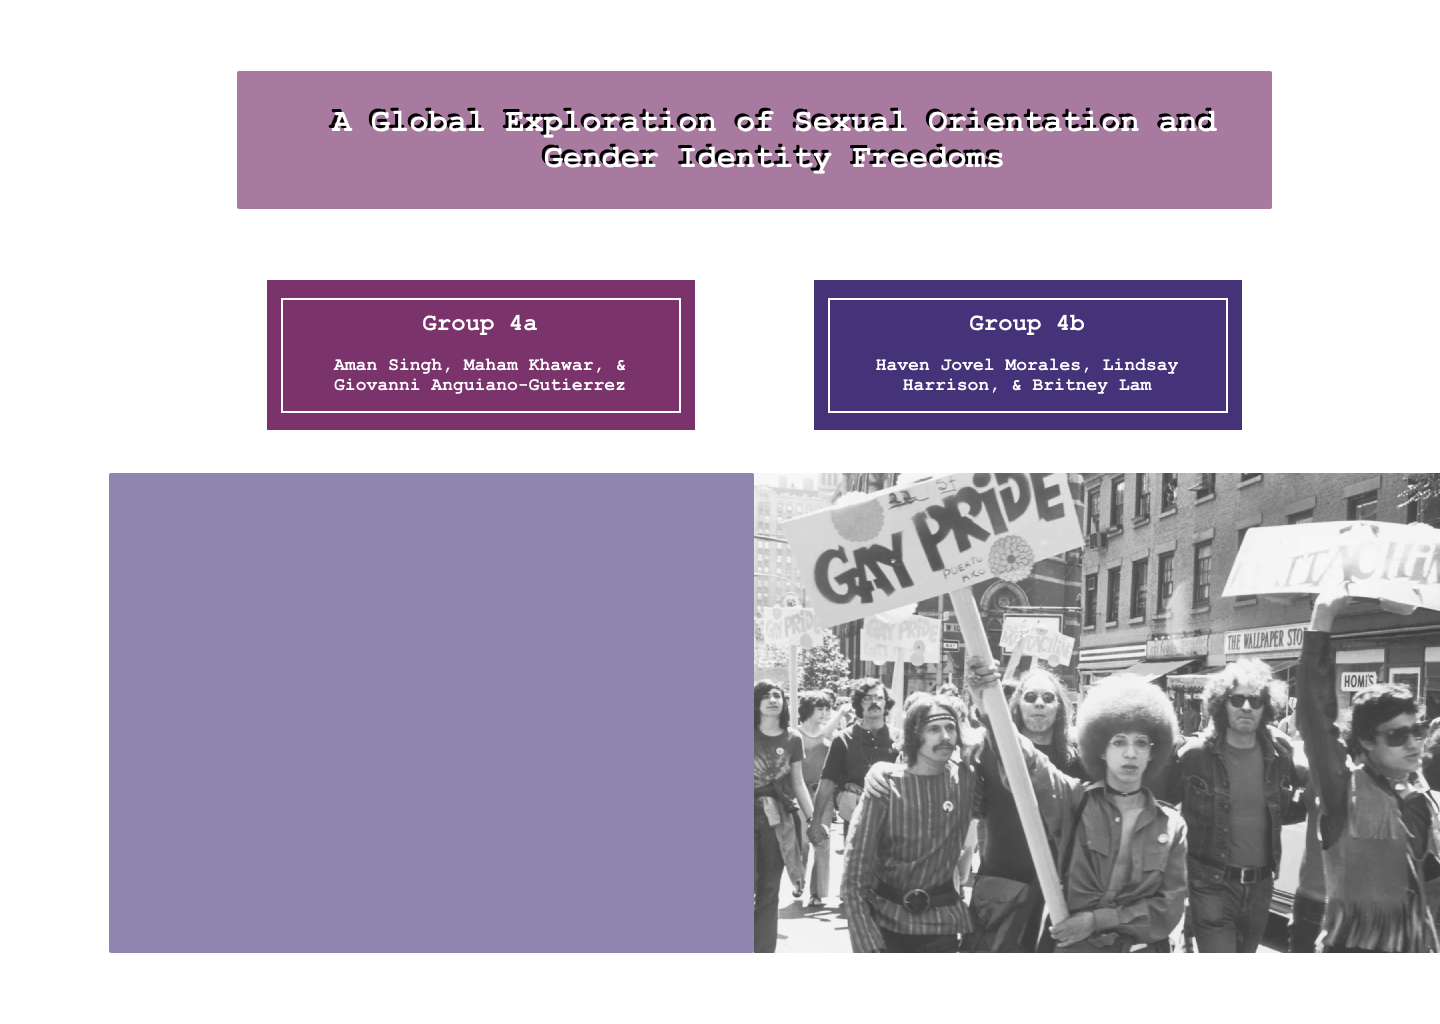 A Global Exploration of Sexual Orientation and
Gender Identity Freedoms
Group 4a
Aman Singh, Maham Khawar, &
Giovanni Anguiano-Gutierrez
Group 4b
Haven Jovel Morales, Lindsay
Harrison, & Britney Lam
GAY PRIDE
PUERTO
RICO
GAY PRIDE
GAY PRIDE
THE WALLPAPER STO
HOMI'S